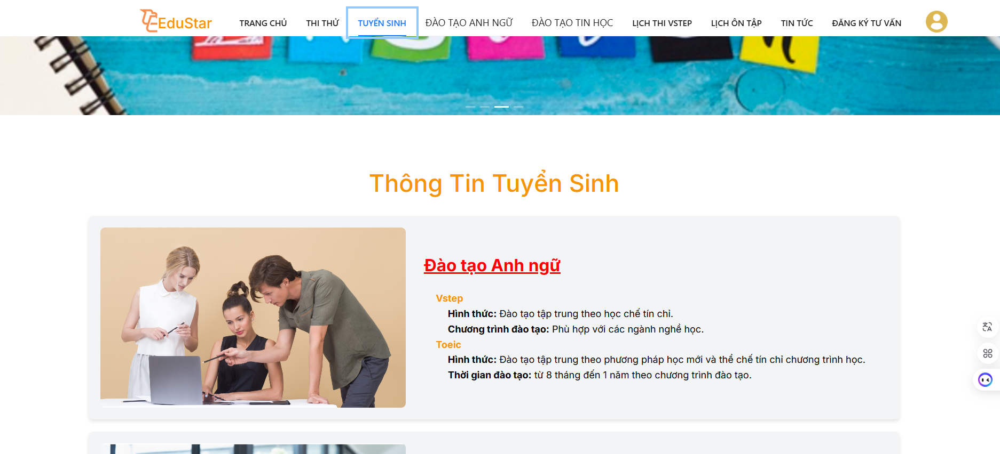 EduStar
TRANG CHỦ
THI THỬ
TUYỂN SINH
ĐÀO TẠO ANH NGỮ
ĐÀO TẠO TIN HỌC
LỊCH THI VSTEP
LỊCH ÔN TẬP
TIN TỨC
ĐĂNG KÝ TƯ VẤN
Thông Tin Tuyển Sinh
Đào tạo Anh ngữ
Vstep
Hình thức: Đào tạo tập trung theo học chế tín chỉ.
Chương trình đào tạo: Phù hợp với các ngành nghề học.
Toeic
Hình thức: Đào tạo tập trung theo phương pháp học mới và thể chế tín chỉ chương trình học.
Thời gian đào tạo: từ 8 tháng đến 1 năm theo chương trình đào tạo.